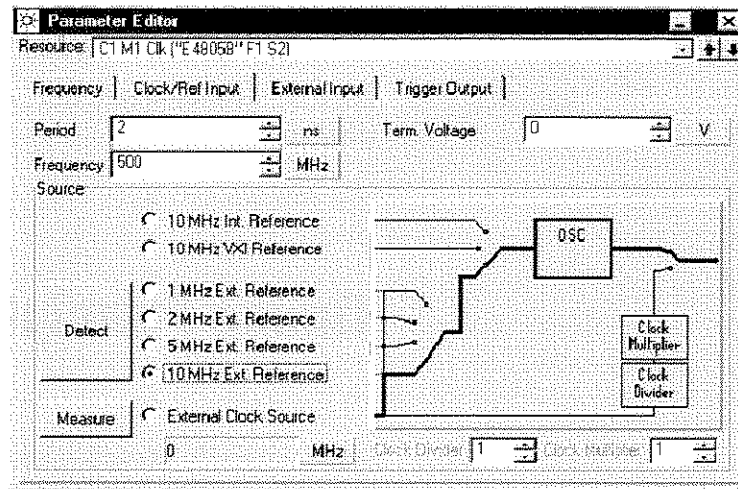 Parameter Editor
Resource: C1 M1 Clk ("E4805B" F1 S2)
Frequency Clock/Ref Input External Input Trigger Output
Period 2 ns Term. Voltage 0 V
Frequency 500 MHz
Source
10 MHz Int. Reference
10 MHz VXI Reference
OSC
1 MHz Ext. Reference
2 MHz Ext. Reference
Detect
5 MHz Ext. Reference
Clock
Multiplier
10 MHz Ext. Reference
Clock
Divider
Measure External Clock Source
0 MHz Clock Divider 1 Clock Multiplier 1